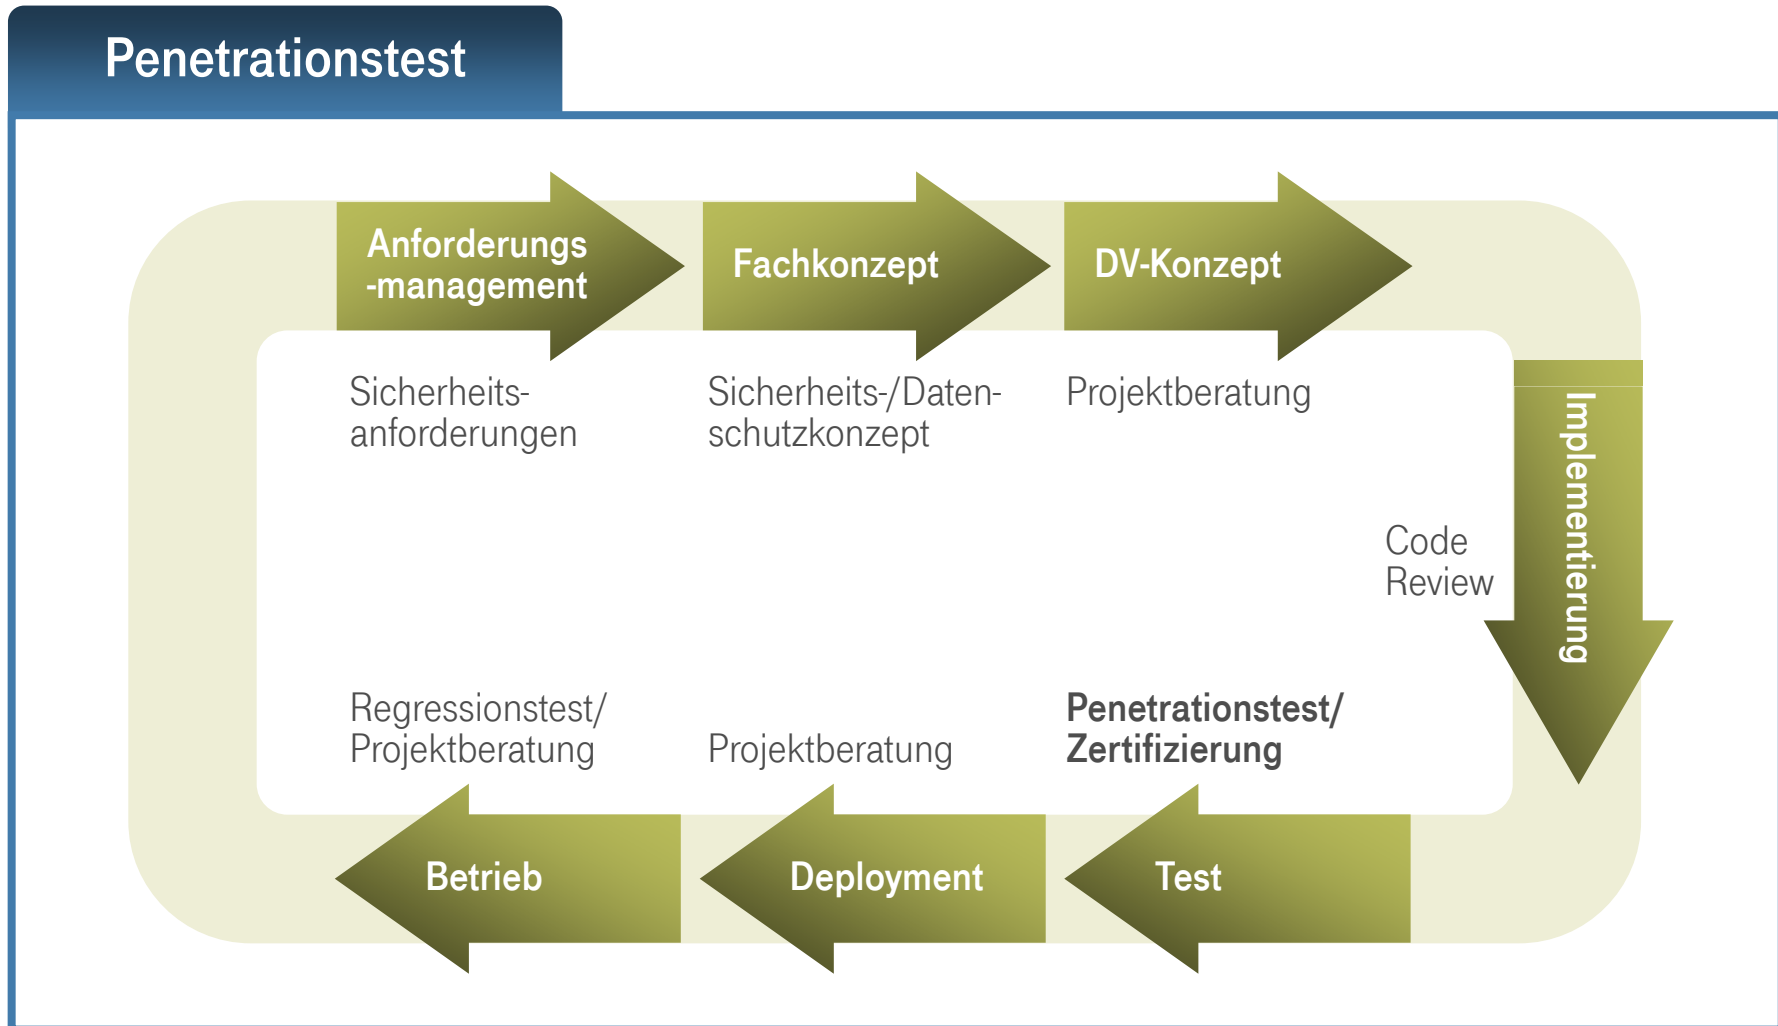 Penetrationstest
Anforderungs
-management
Fachkonzept
DV-Konzept
Sicherheits-
anforderungen
Sicherheits-/Daten-
schutzkonzept
Projektberatung
Implementierung
Code
Review
Regressionstest/
Projektberatung
Projektberatung
Penetrationstest/
Zertifizierung
Betrieb
Deployment
Test